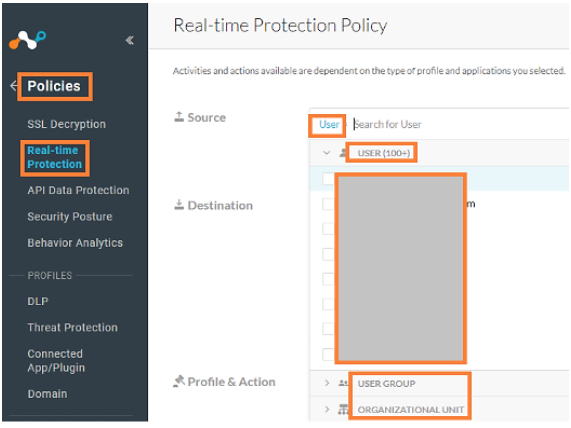 Real-time Protection Policy
«
Policies
Activities and actions available are dependent on the type of profile and applications you selected.
SSL Decryption
Source
User
Search for User
Real-time
Protection
USER (100+)
API Data Protection
Destination
m
Security Posture
Behavior Analytics
PROFILES
DLP
Threat Protection
Connected
App/Plugin
Profile & Action
USER GROUP
Domain
ORGANIZATIONAL UNIT